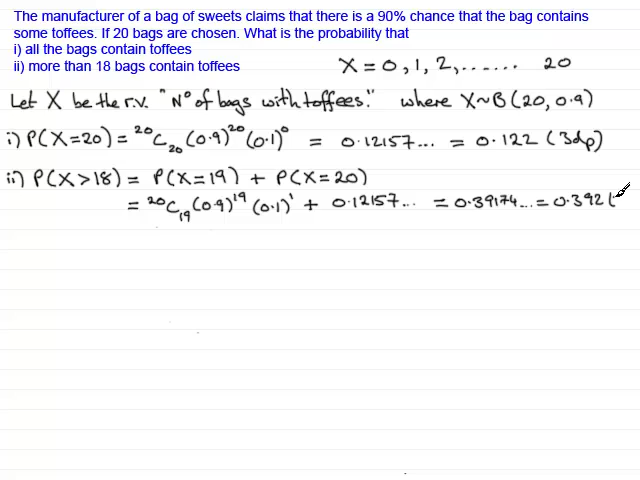 The manufacturer of a bag of sweets claims that there is a 90% chance that the bag contains
some toffees. If 20 bags are chosen. What is the probability that
i) all the bags contain toffees
ii) more than 18 bags contain toffees
X = 0, 1, 2, ...... 20
Let X be the r.v. "Nº of bags with toffees." where X~B(20, 0.9)
i) P(X=20) = ²⁰C₂₀ (0.9)²⁰ (0.1)⁰ = 0.12157... = 0.122 (3dp)
ii) P(X>18) = P(X=19) + P(X=20)
= ²⁰C₁₉ (0.9)¹⁹ (0.1)¹ + 0.12157... = 0.39174... = 0.392 (